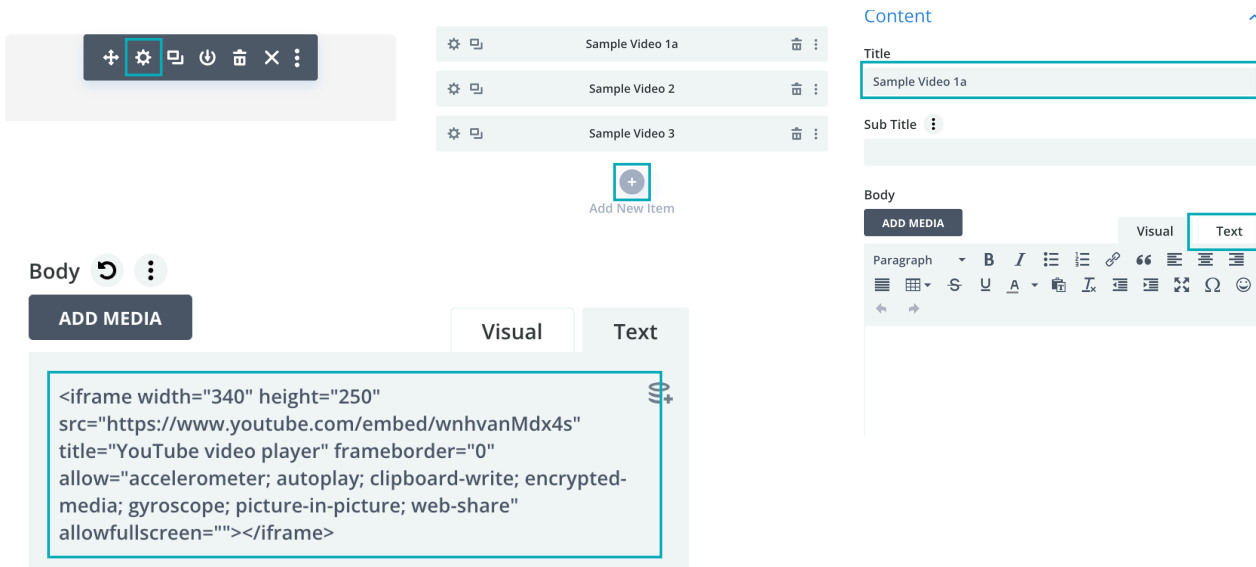 Sample Video 1a
Sample Video 2
Sample Video 3
Add New Item
Content
Title
Sample Video 1a
Sub Title
Body
ADD MEDIA
Visual
Text
Paragraph
Body
ADD MEDIA
Visual
Text
<iframe width="340" height="250"
src="https://www.youtube.com/embed/wnhvanMdx4s"
title="YouTube video player" frameborder="0"
allow="accelerometer; autoplay; clipboard-write; encrypted-
media; gyroscope; picture-in-picture; web-share"
allowfullscreen=""></iframe>